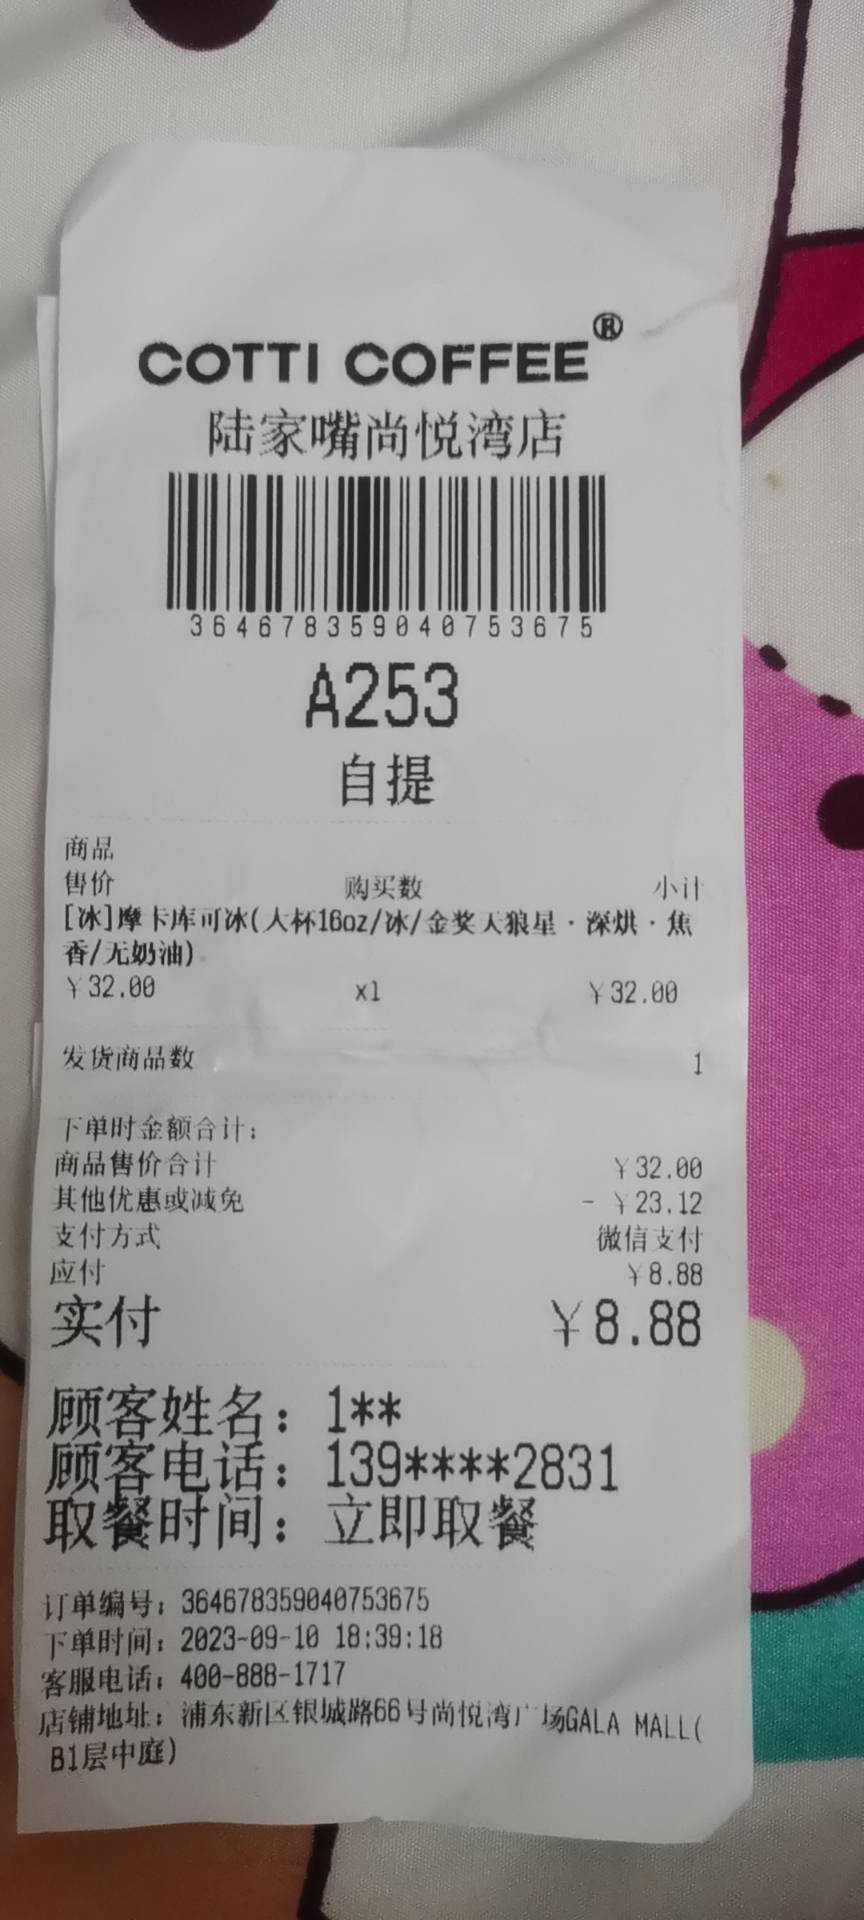 COTTI COFFEE®
陆家嘴尚悦湾店
364678359040753675
A253
自提
商品
售价 购买数 小计
[冰]摩卡库可冰(大杯16oz/冰/金奖天狼星·深烘·焦
香/无奶油)
￥32.00 x1 ￥32.00
发货商品数 1
下单时金额合计:
商品售价合计 ￥32.00
其他优惠或减免 - ￥23.12
支付方式 微信支付
应付 ￥8.88
实付 ￥8.88
顾客姓名: 1**
顾客电话: 139****2831
取餐时间: 立即取餐
订单编号: 364678359040753675
下单时间: 2023-09-10 18:39:18
客服电话: 400-888-1717
店铺地址: 浦东新区银城路66号尚悦湾广场GALA MALL(
B1层中庭)